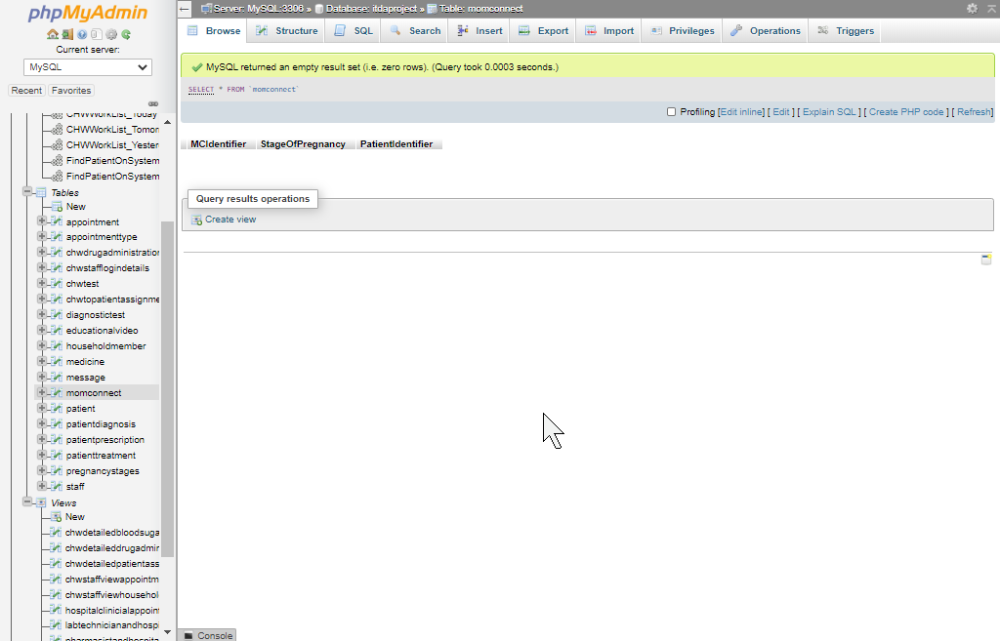 phpMyAdmin
Current server:
MySQL
Recent Favorites
CHWWorkList_Today
CHWWorkList_Tomor
CHWWorkList_Yester
FindPatientOnSystem
FindPatientOnSystem
Tables
New
appointment
appointmenttype
chwdrugadministration
chwstafflogindetails
chwtest
chwtopatientassignme
diagnostictest
educationalvideo
householdmember
medicine
message
momconnect
patient
patientdiagnosis
patientprescription
patienttreatment
pregnancystages
staff
Views
New
chwdetailedbloodsuga
chwdetaileddrugadmir
chwdetailedpatientass
chwstaffviewappointm
chwstaffviewhousehol
hospitalclinicialappoint
labtechnicianandhospi
pharmacistandhospita
Server: MySQL:3306 » Database: itdaproject » Table: momconnect
Browse Structure SQL Search Insert Export Import Privileges Operations Triggers
MySQL returned an empty result set (i.e. zero rows). (Query took 0.0003 seconds.)
SELECT * FROM `momconnect`
Profiling [Edit inline] [ Edit ] [ Explain SQL ] [ Create PHP code ] [ Refresh]
MCIdentifier StageOfPregnancy PatientIdentifier
Query results operations
Create view
Console